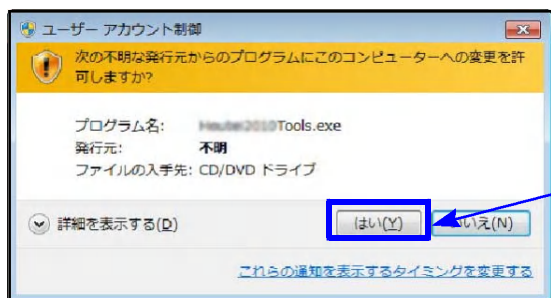 ユーザー アカウント制御
次の不明な発行元からのプログラムにこのコンピューターへの変更を許
可しますか?
プログラム名: Tools.exe
発行元: 不明
ファイルの入手先: CD/DVD ドライブ
詳細を表示する(D)
はい(Y)
いいえ(N)
これらの通知を表示するタイミングを変更する